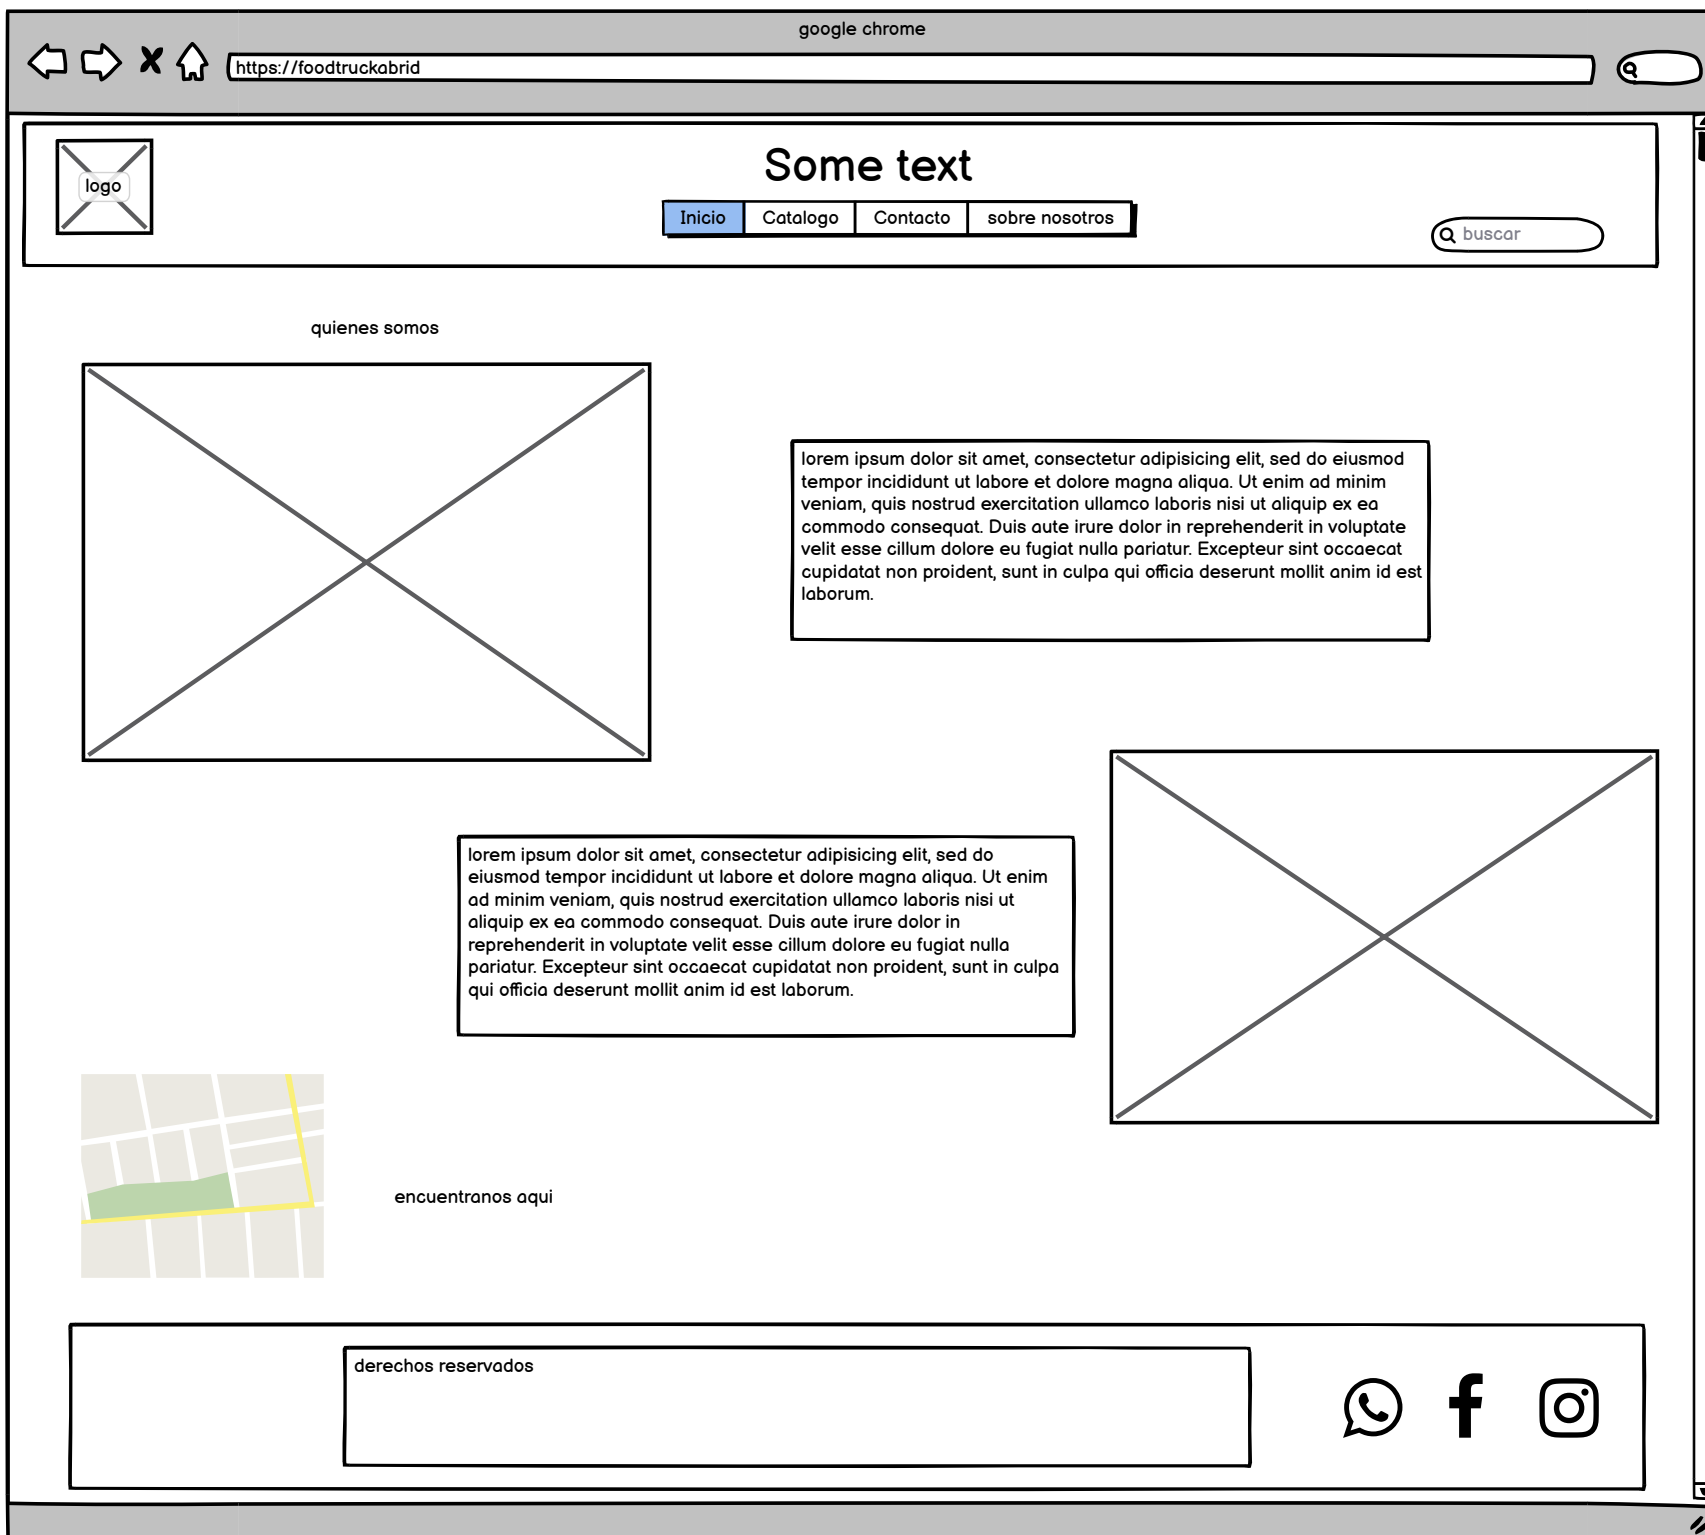 google chrome
https://foodtruckabrid
logo
Some text
Inicio
Catalogo
Contacto
sobre nosotros
buscar
quienes somos
lorem ipsum dolor sit amet, consectetur adipisicing elit, sed do eiusmod
tempor incididunt ut labore et dolore magna aliqua. Ut enim ad minim
veniam, quis nostrud exercitation ullamco laboris nisi ut aliquip ex ea
commodo consequat. Duis aute irure dolor in reprehenderit in voluptate
velit esse cillum dolore eu fugiat nulla pariatur. Excepteur sint occaecat
cupidatat non proident, sunt in culpa qui officia deserunt mollit anim id est
laborum.
lorem ipsum dolor sit amet, consectetur adipisicing elit, sed do
eiusmod tempor incididunt ut labore et dolore magna aliqua. Ut enim
ad minim veniam, quis nostrud exercitation ullamco laboris nisi ut
aliquip ex ea commodo consequat. Duis aute irure dolor in
reprehenderit in voluptate velit esse cillum dolore eu fugiat nulla
pariatur. Excepteur sint occaecat cupidatat non proident, sunt in culpa
qui officia deserunt mollit anim id est laborum.
encuentranos aqui
derechos reservados